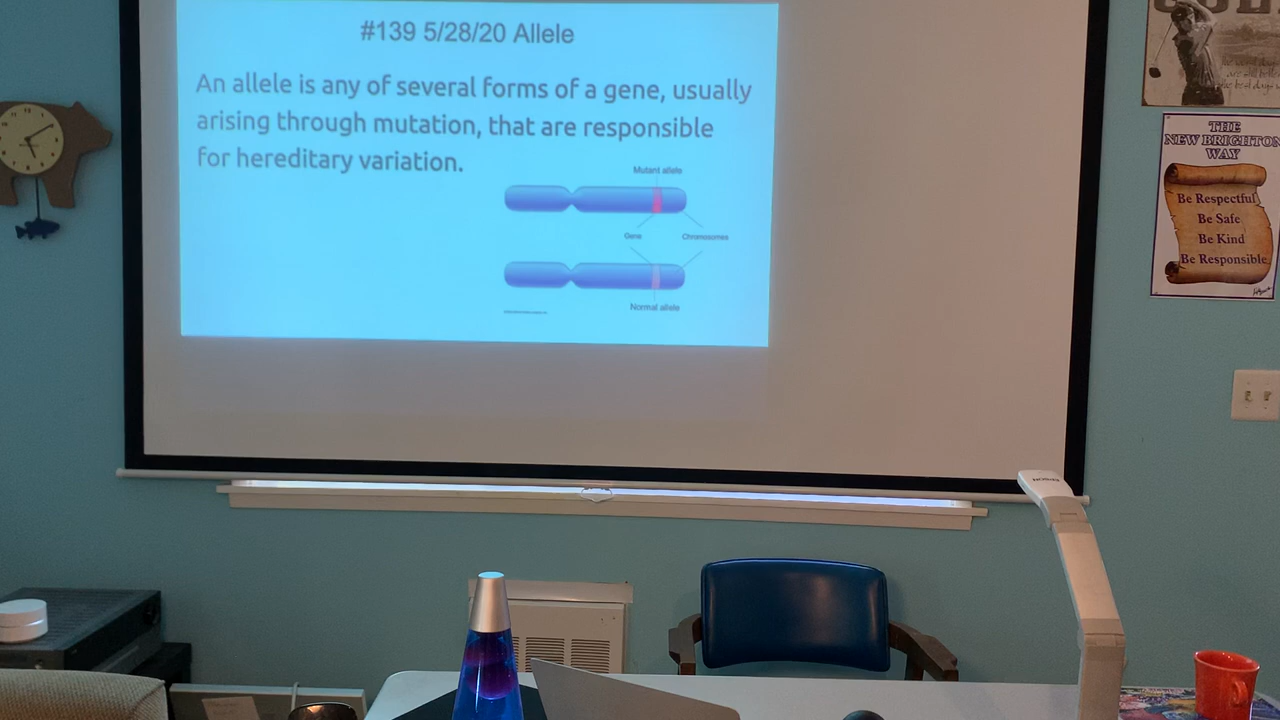 #139 5/28/20 Allele
An allele is any of several forms of a gene, usually
arising through mutation, that are responsible
for hereditary variation.
Mutant allele
Gene
Chromosomes
Normal allele
THE
NEW BRIGHTON
WAY
Be Respectful
Be Safe
Be Kind
Be Responsible